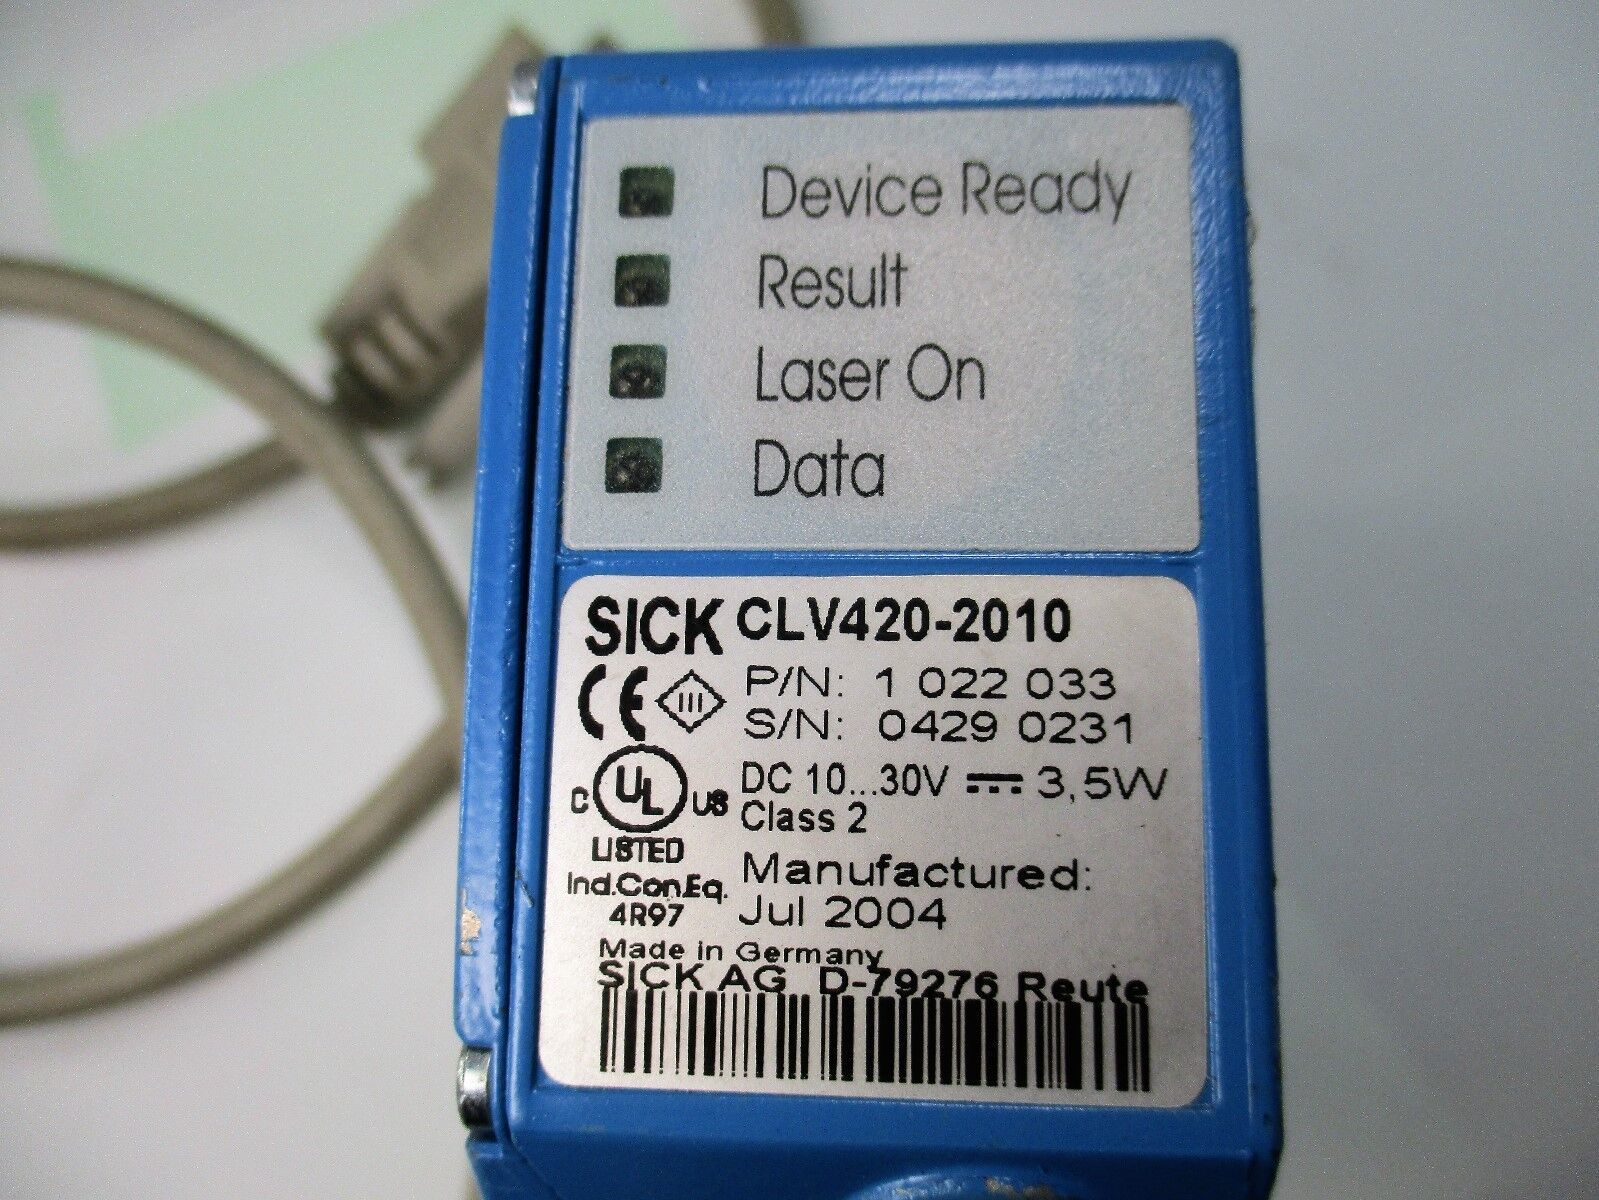 Device Ready
Result
Laser On
Data
SICK CLV420-2010
CE III P/N: 1 022 033
S/N: 0429 0231
C UL US DC 10...30V 3,5W
Class 2
LISTED
Ind.Con.Eq.
4R97
Manufactured:
Jul 2004
Made in Germany
SICK AG D-79276 Reute